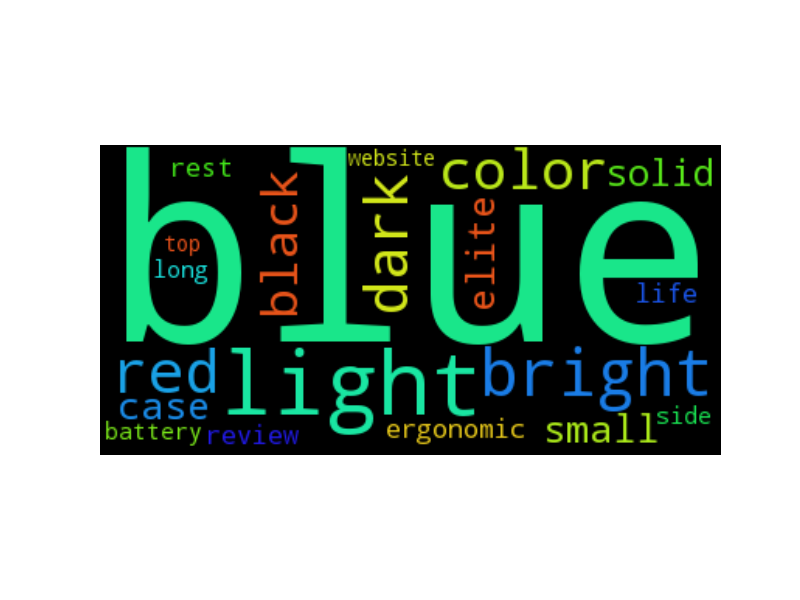 website
rest
color
solid
blue
black
dark
elite
top
long
life
red
light
bright
case
battery
review
ergonomic
small
side